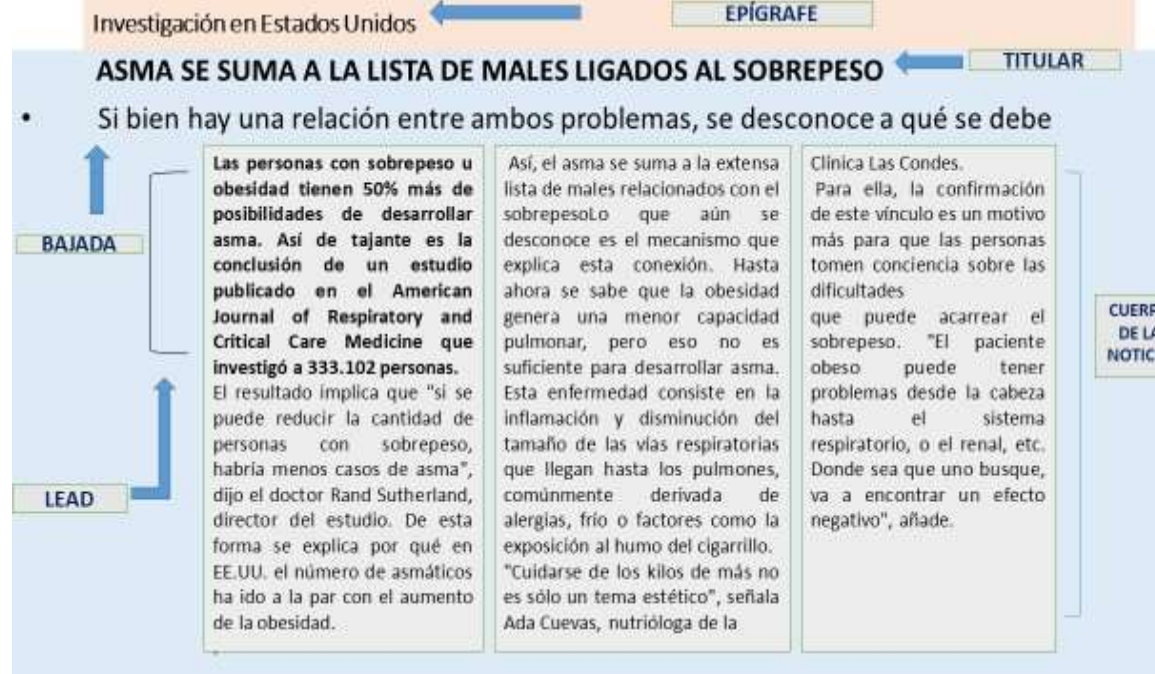 Investigación en Estados Unidos
EPÍGRAFE
ASMA SE SUMA A LA LISTA DE MALES LIGADOS AL SOBREPESO
TITULAR
• Si bien hay una relación entre ambos problemas, se desconoce a qué se debe
BAJADA
LEAD
Las personas con sobrepeso u
obesidad tienen 50% más de
posibilidades de desarrollar
asma. Así de tajante es la
conclusión de un estudio
publicado en el American
Journal of Respiratory and
Critical Care Medicine que
investigó a 333.102 personas.
El resultado implica que "si se
puede reducir la cantidad de
personas con sobrepeso,
habría menos casos de asma",
dijo el doctor Rand Sutherland,
director del estudio. De esta
forma se explica por qué en
EE.UU. el número de asmáticos
ha ido a la par con el aumento
de la obesidad.
Así, el asma se suma a la extensa
lista de males relacionados con el
sobrepesoLo que aún se
desconoce es el mecanismo que
explica esta conexión. Hasta
ahora se sabe que la obesidad
genera una menor capacidad
pulmonar, pero eso no es
suficiente para desarrollar asma.
Esta enfermedad consiste en la
inflamación y disminución del
tamaño de las vías respiratorias
que llegan hasta los pulmones,
comúnmente derivada de
alergias, frío o factores como la
exposición al humo del cigarrillo.
"Cuidarse de los kilos de más no
es sólo un tema estético", señala
Ada Cuevas, nutrióloga de la
Clínica Las Condes.
Para ella, la confirmación
de este vínculo es un motivo
más para que las personas
tomen conciencia sobre las
dificultades
que puede acarrear el
sobrepeso. "El paciente
obeso puede tener
problemas desde la cabeza
hasta el sistema
respiratorio, o el renal, etc.
Donde sea que uno busque,
va a encontrar un efecto
negativo", añade.
CUERP
DE LA
NOTIC